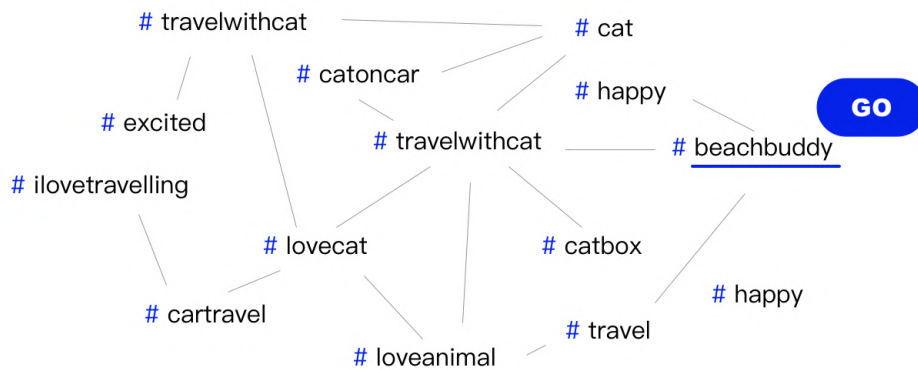 # travelwithcat
# cat
# catoncar
# happy
GO
# excited
# travelwithcat
# beachbuddy
# ilovetravelling
# lovecat
# catbox
# happy
# cartravel
# travel
# loveanimal